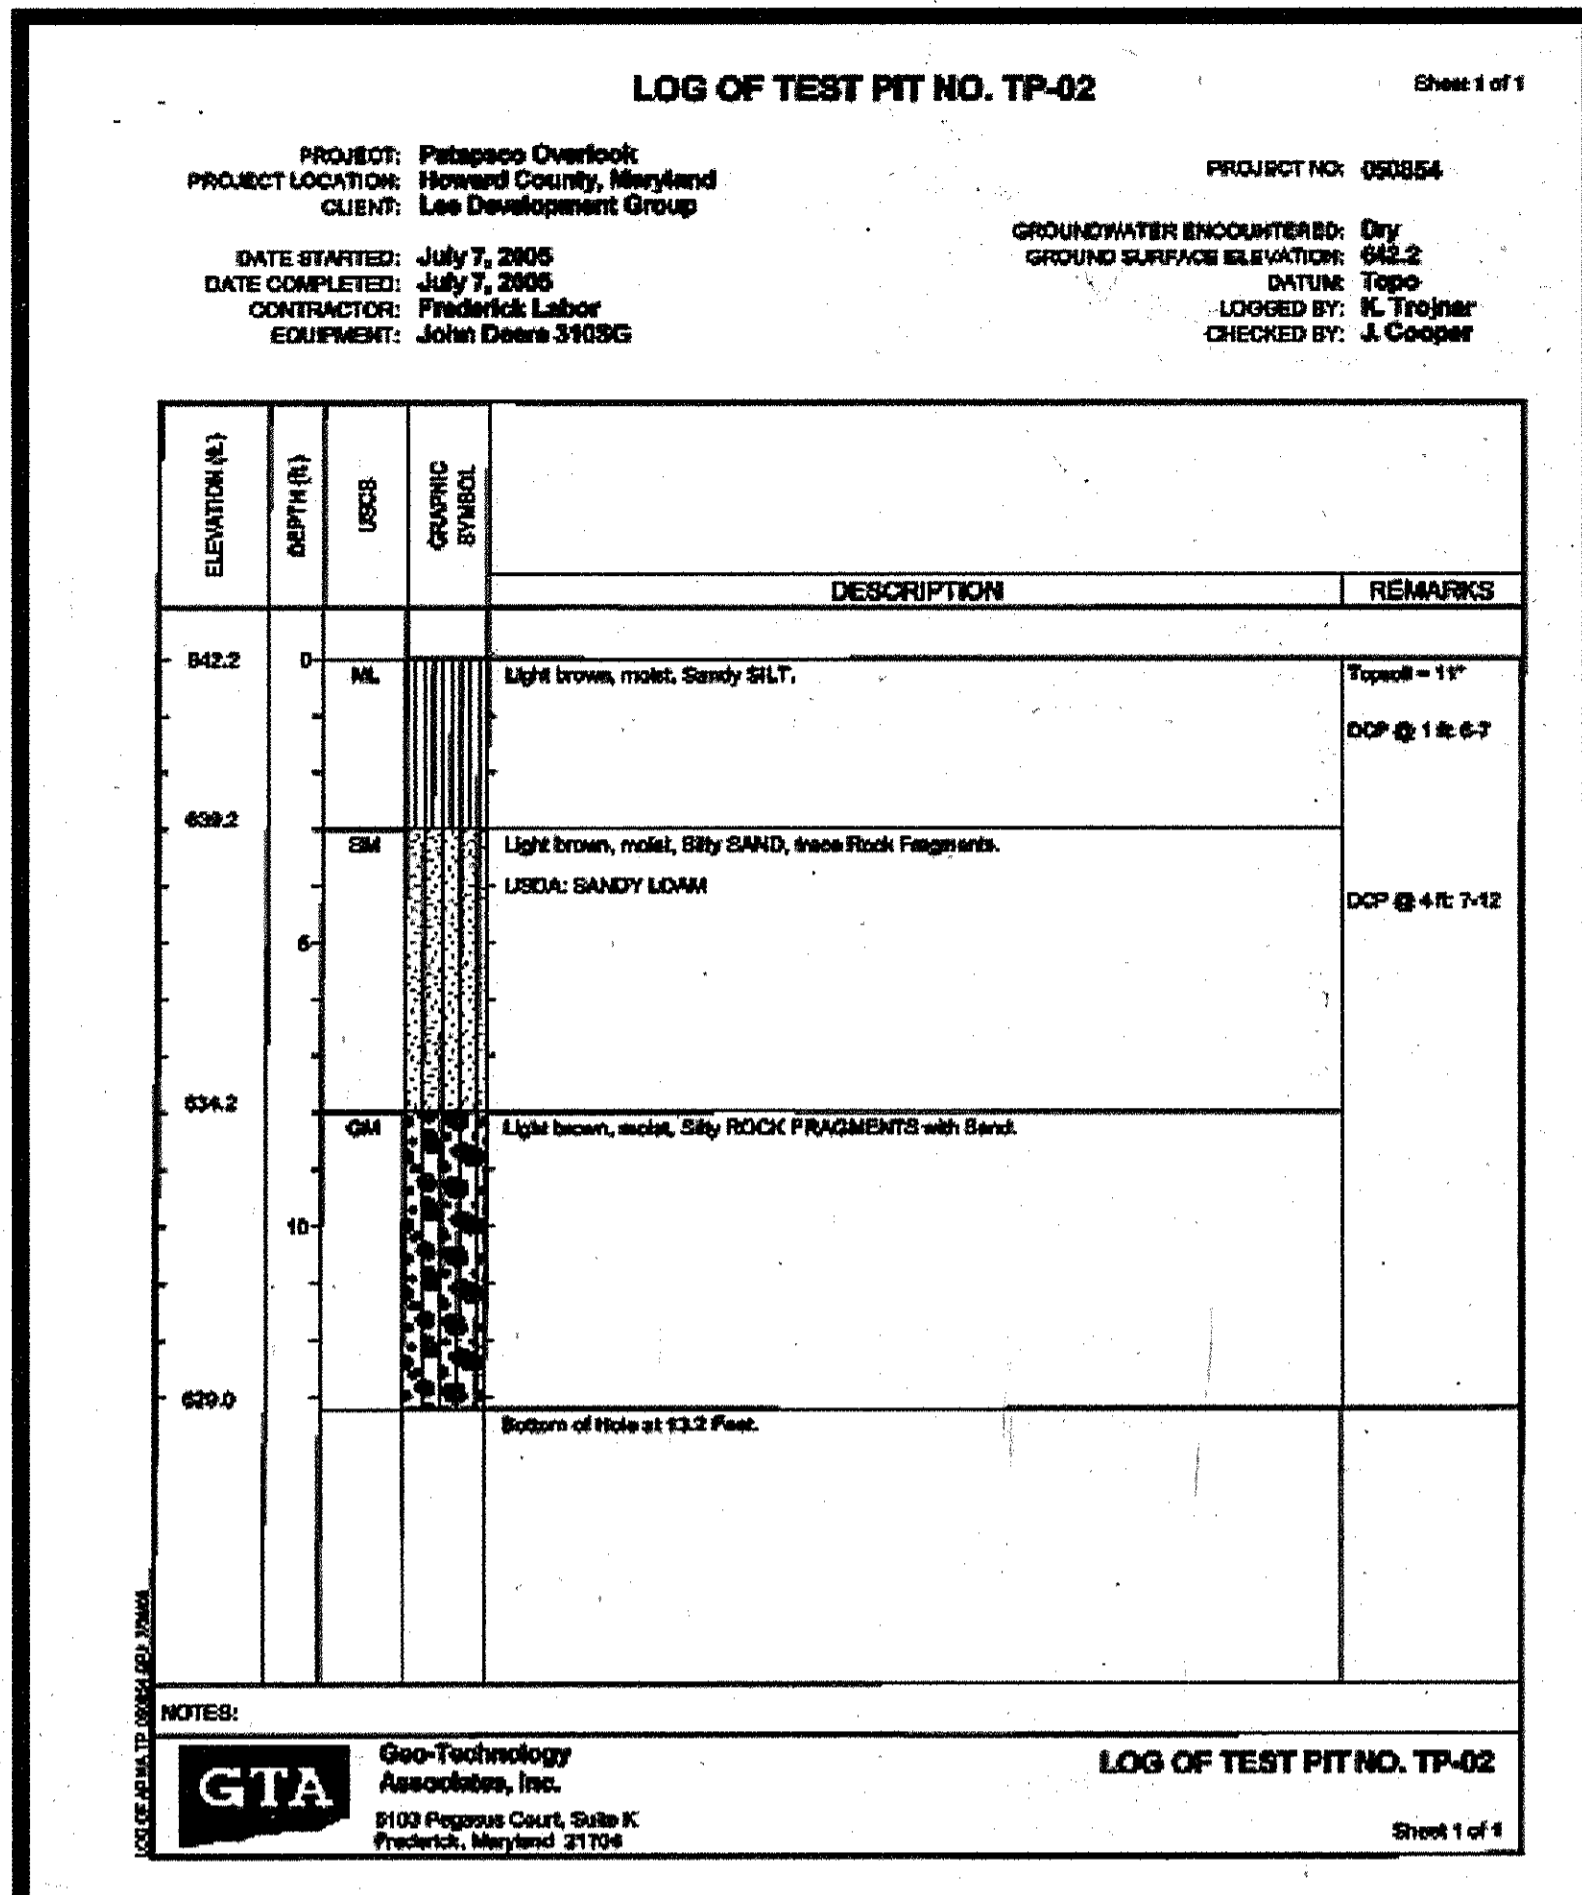 LOG OF TEST PIT NO. TP-02
Sheet 1 of 1
PROJECT: Patapsco Overlook
PROJECT LOCATION: Howard County, Maryland
CLIENT: Lee Development Group
PROJECT NO: 050854
DATE STARTED: July 7, 2005
DATE COMPLETED: July 7, 2005
CONTRACTOR: Frederick Labor
EQUIPMENT: John Deere 310SG
GROUNDWATER ENCOUNTERED: Dry
GROUND SURFACE ELEVATION: 642.2
DATUM: Topo
LOGGED BY: K. Trojner
CHECKED BY: J. Cooper
ELEVATION (ft.)
DEPTH (ft.)
USCS
GRAPHIC SYMBOL
DESCRIPTION
REMARKS
642.2
0
ML
Light brown, moist, Sandy SILT.
Topsoil = 11"
DCP @ 1 ft: 6-7
639.2
SM
Light brown, moist, Silty SAND, trace Rock Fragments.
USDA: SANDY LOAM
DCP @ 4 ft: 7-12
5
634.2
GM
Light brown, moist, Silty ROCK FRAGMENTS with Sand.
10
629.0
Bottom of Hole at 13.2 Feet.
NOTES:
GTA
Geo-Technology
Associates, Inc.
Pegasus Court, Suite K
Frederick, Maryland 21704
LOG OF TEST PIT NO. TP-02
Sheet 1 of 1